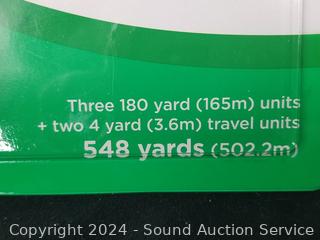 Three 180 yard (165m) units
+ two 4 yard (3.6m) travel units
548 yards (502.2m)
Copyright © 2024 - Sound Auction Service